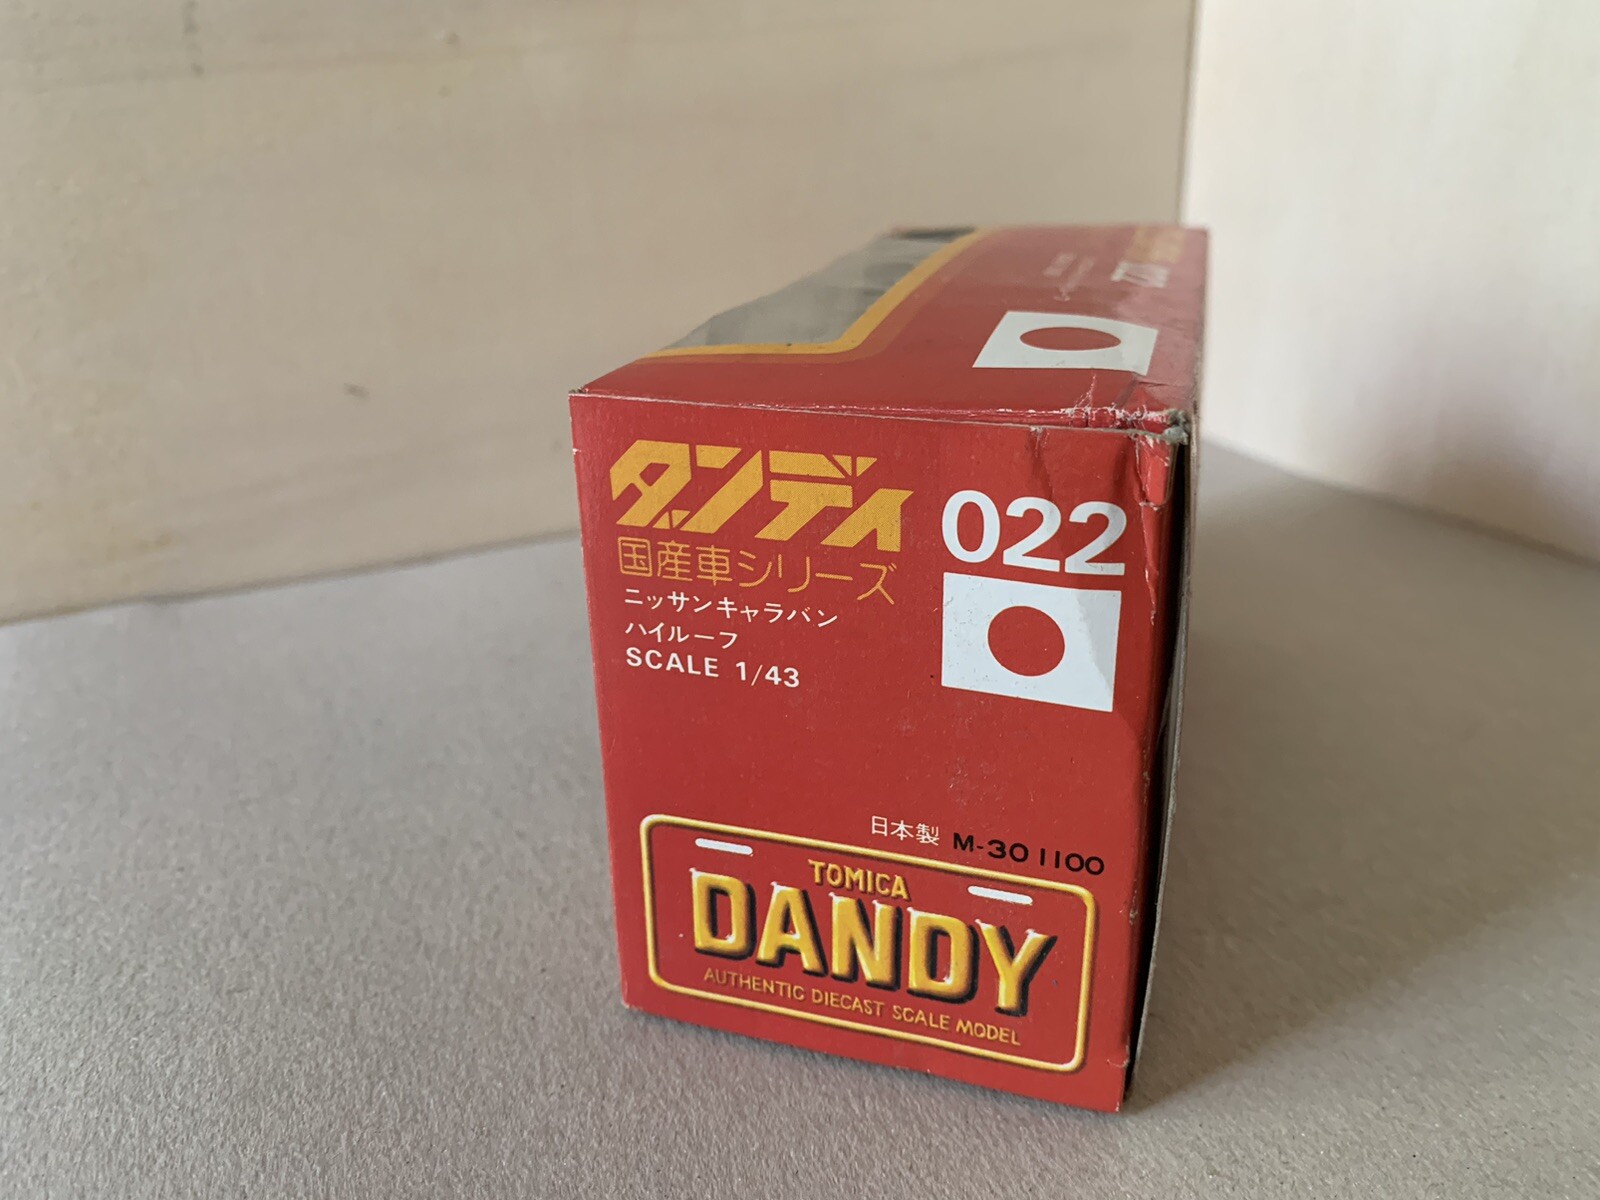 022
ダンディ 022
国産車シリーズ
ニッサンキャラバン
ハイルーフ
SCALE 1/43
日本製 M-301100
TOMICA
DANDY
AUTHENTIC DIECAST SCALE MODEL